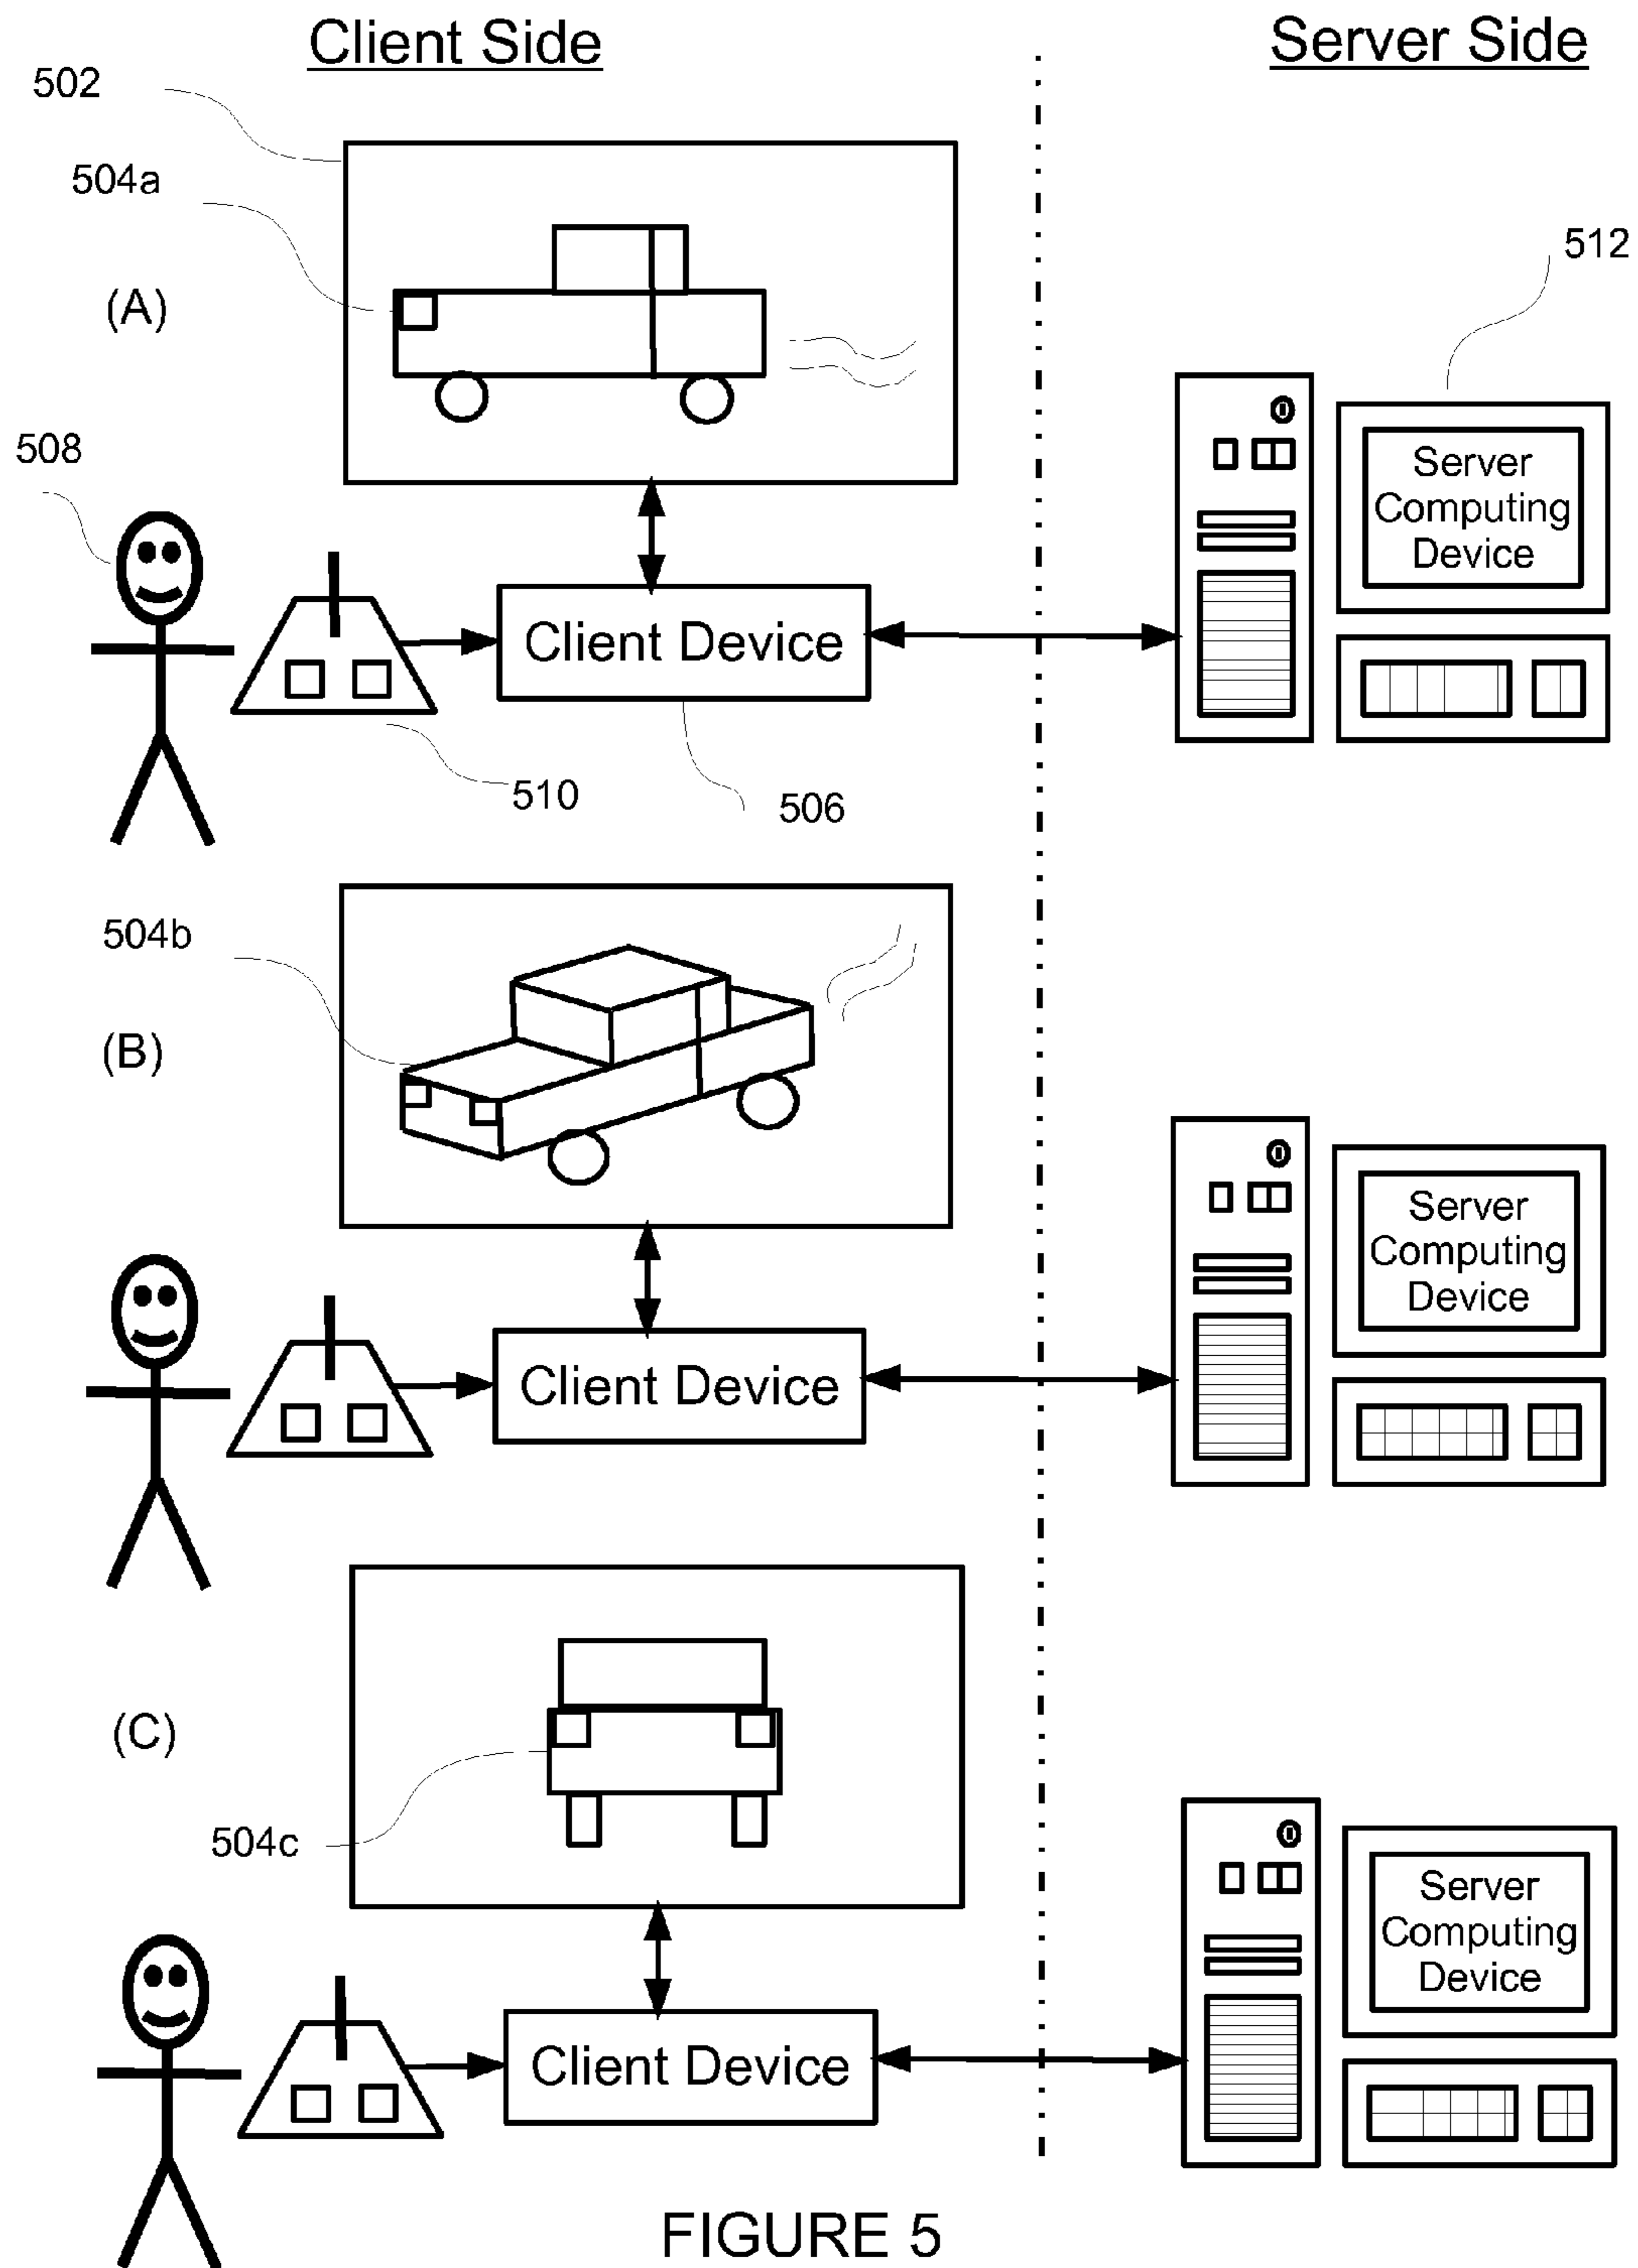 Client Side
Server Side
502
504a
512
(A)
508
Server
Computing
Device
Client Device
510
506
504b
(B)
Server
Computing
Device
Client Device
(C)
504c
Server
Computing
Device
Client Device
FIGURE 5